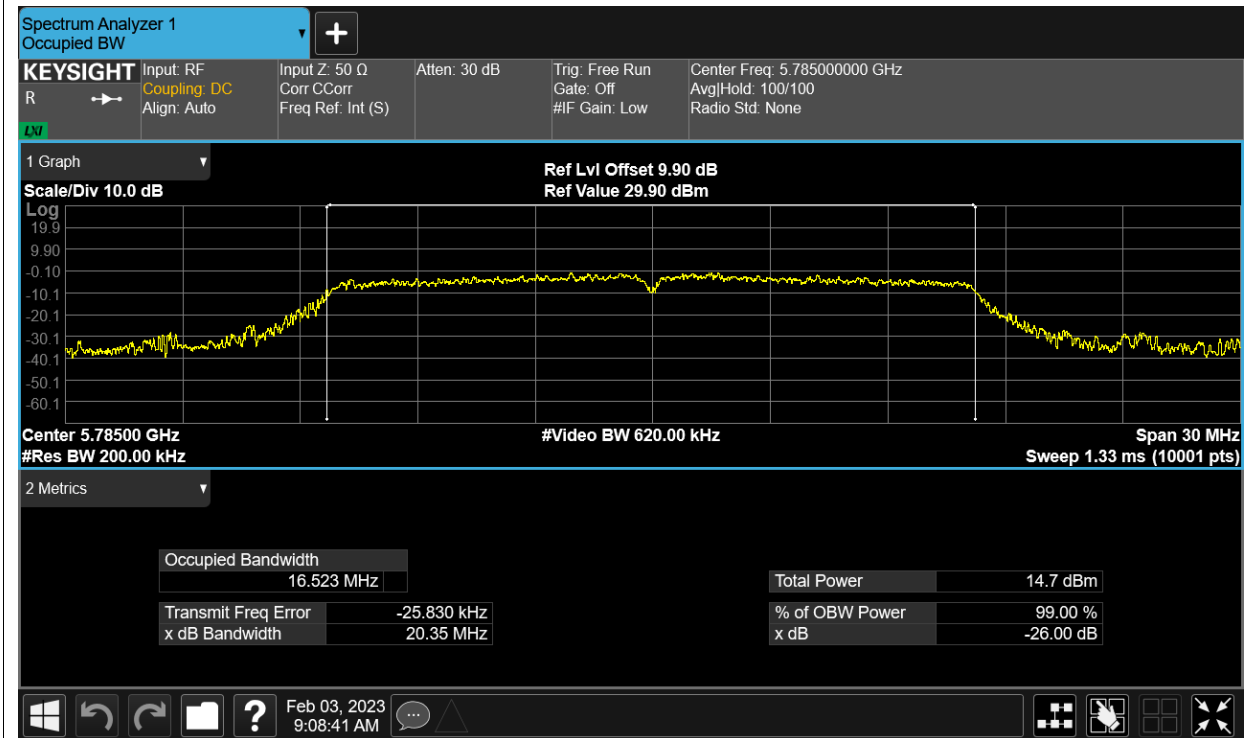 Spectrum Analyzer 1
Occupied BW
KEYSIGHT
R
LXI
Input: RF
Coupling: DC
Align: Auto
Input Z: 50 Ω
Corr CCorr
Freq Ref: Int (S)
Atten: 30 dB
Trig: Free Run
Gate: Off
#IF Gain: Low
Center Freq: 5.785000000 GHz
Avg|Hold: 100/100
Radio Std: None
1 Graph
Scale/Div 10.0 dB
Ref Lvl Offset 9.90 dB
Ref Value 29.90 dBm
Log
19.9
9.90
-0.10
-10.1
-20.1
-30.1
-40.1
-50.1
-60.1
Center 5.78500 GHz
#Res BW 200.00 kHz
#Video BW 620.00 kHz
Span 30 MHz
Sweep 1.33 ms (10001 pts)
2 Metrics
Occupied Bandwidth
16.523 MHz
Transmit Freq Error -25.830 kHz
x dB Bandwidth 20.35 MHz
Total Power 14.7 dBm
% of OBW Power 99.00 %
x dB -26.00 dB
?
Feb 03, 2023
9:08:41 AM